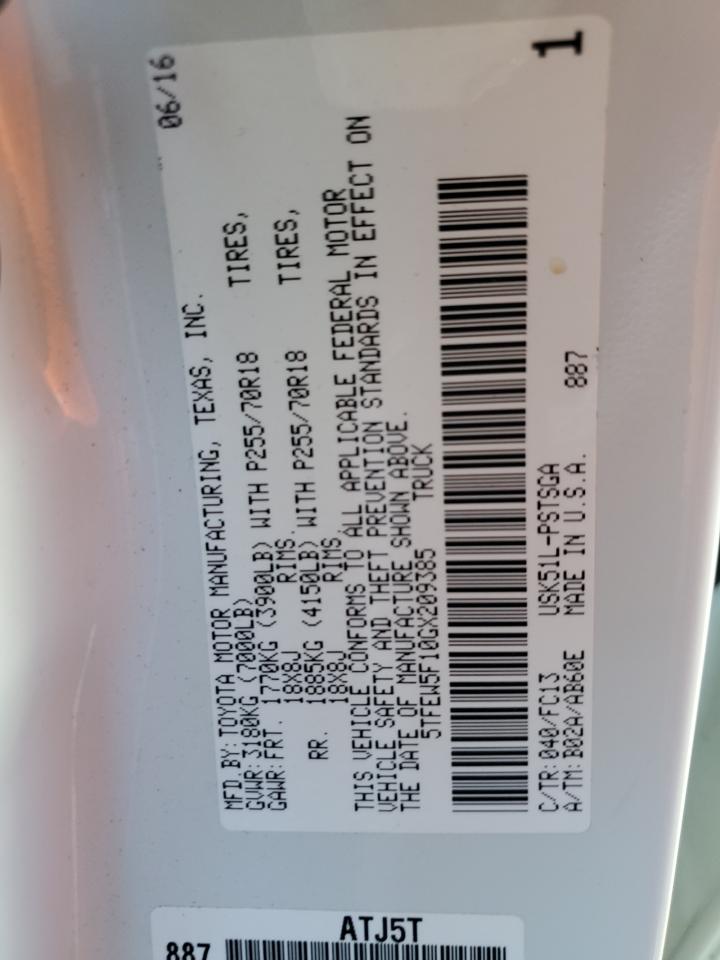 MFD.BY:TOYOTA MOTOR MANUFACTURING, TEXAS, INC. 06/16
GVWR:3180KG (7000LB)
GAWR:FRT. 1770KG (3900LB) WITH P255/70R18 TIRES,
18X8J RIMS.
RR. 1885KG (4150LB) WITH P255/70R18 TIRES,
18X8J RIMS.
THIS VEHICLE CONFORMS TO ALL APPLICABLE FEDERAL MOTOR
VEHICLE SAFETY AND THEFT PREVENTION STANDARDS IN EFFECT ON
THE DATE OF MANUFACTURE SHOWN ABOVE.
5TFEW5F10GX209385 TRUCK
C/TR:040/FC13 USK51L-PSTSGA
A/TM:B02A/AB60E MADE IN U.S.A. 887 1
ATJ5T
887